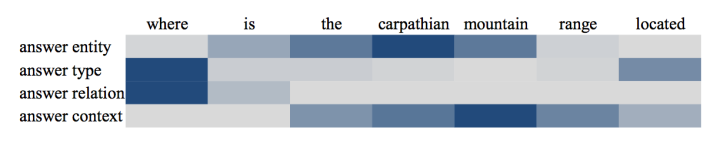 where is the carpathian mountain range located
answer entity
answer type
answer relation
answer context